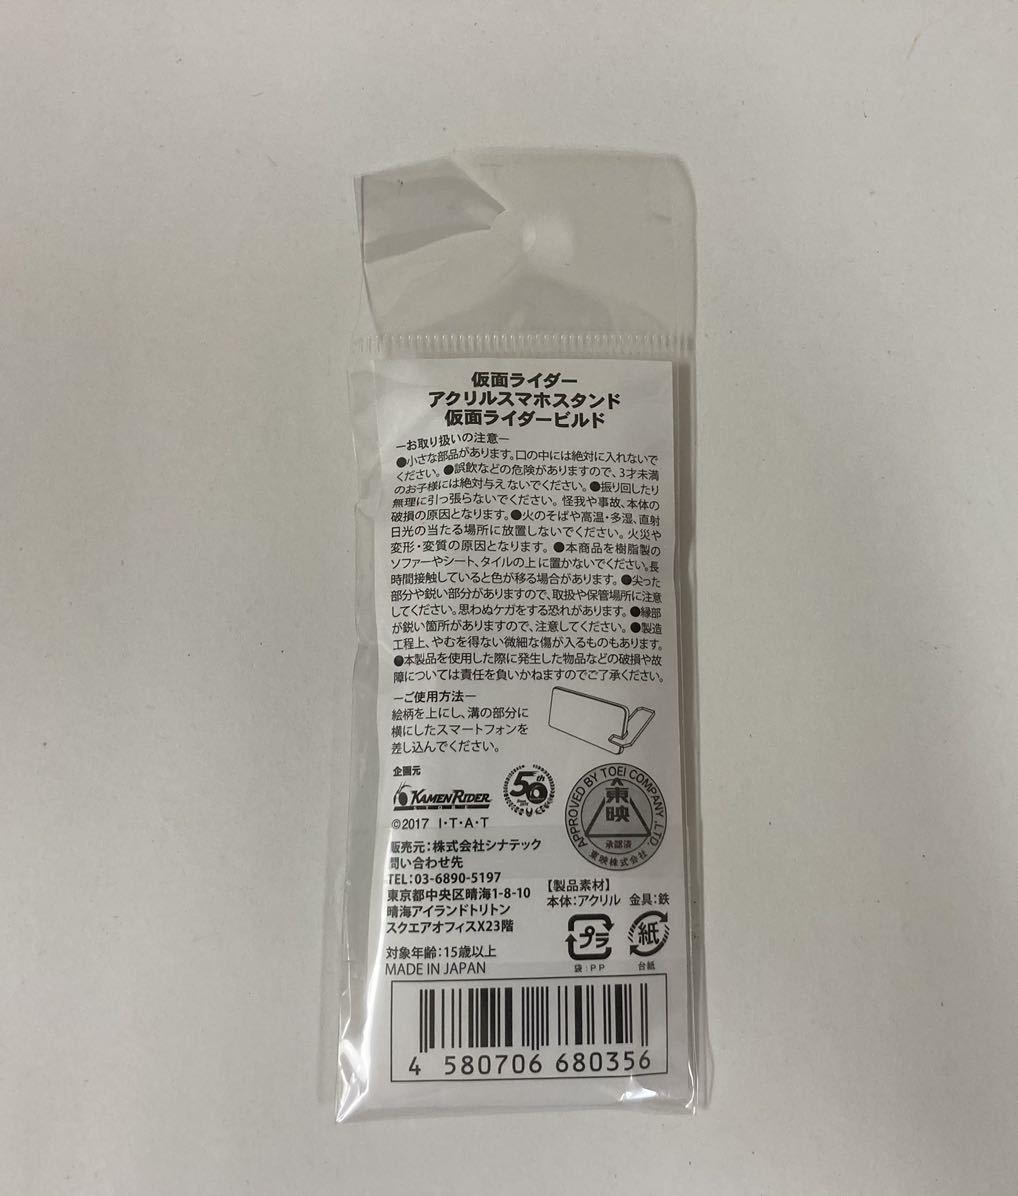 仮面ライダー
アクリルスマホスタンド
仮面ライダービルド
―お取り扱いの注意―
●小さな部品があります。口の中には絶対に入れないで
ください。●誤飲などの危険がありますので、3才未満
のお子様には絶対与えないでください。●振り回したり
無理に引っ張らないでください。怪我や事故、本体の
破損の原因となります。●火のそばや高温・多湿、直射
日光の当たる場所に放置しないでください。火災や
変形・変質の原因となります。●本商品を樹脂製の
ソファーやシート、タイルの上に置かないでください。長
時間接触していると色が移る場合があります。●尖った
部分や鋭い部分がありますので、取扱や保管場所に注意
してください。思わぬケガをする恐れがあります。●縁部
が鋭い箇所がありますので、注意してください。●製造
工程上、やむを得ない微細な傷が入るものもあります。
●本製品を使用した際に発生した物品などの破損や故
障については責任を負いかねますのでご了承ください。
―ご使用方法―
絵柄を上にし、溝の部分に
横にしたスマートフォンを
差し込んでください。
企画元
KAMEN RIDER
50th
©2017 I・T・A・T
APPROVED BY TOEI COMPANY, LTD.
東映
承認済
東映株式会社
販売元:株式会社シナテック
問い合わせ先
TEL:03-6890-5197
東京都中央区晴海1-8-10
晴海アイランドトリトン
スクエアオフィスX23階
対象年齢:15歳以上
MADE IN JAPAN
【製品素材】
本体:アクリル 金具:鉄
プラ
紙
袋:PP
台紙
4 580706 680356